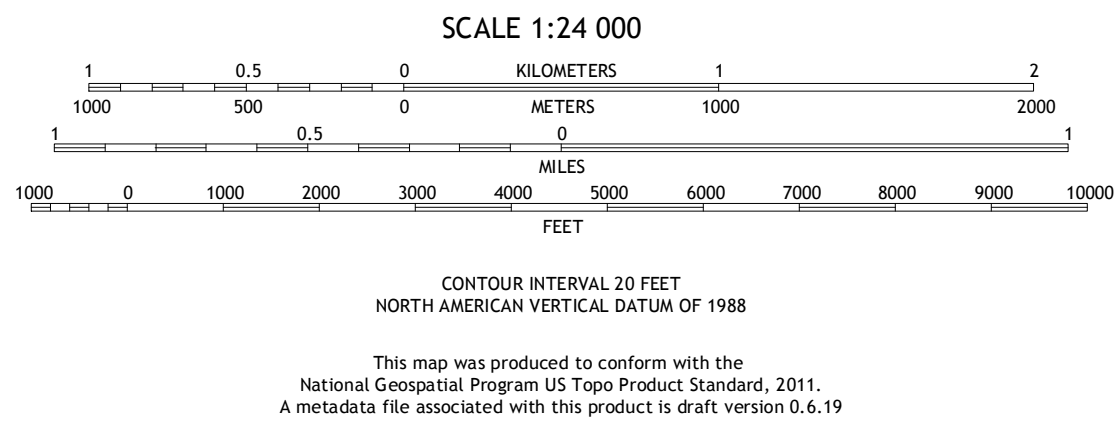 SCALE 1:24 000
1 0.5 0 KILOMETERS 1 2
1000 500 0 METERS 1000 2000
1 0.5 0 1
MILES
1000 0 1000 2000 3000 4000 5000 6000 7000 8000 9000 10000
FEET
CONTOUR INTERVAL 20 FEET
NORTH AMERICAN VERTICAL DATUM OF 1988
This map was produced to conform with the
National Geospatial Program US Topo Product Standard, 2011.
A metadata file associated with this product is draft version 0.6.19